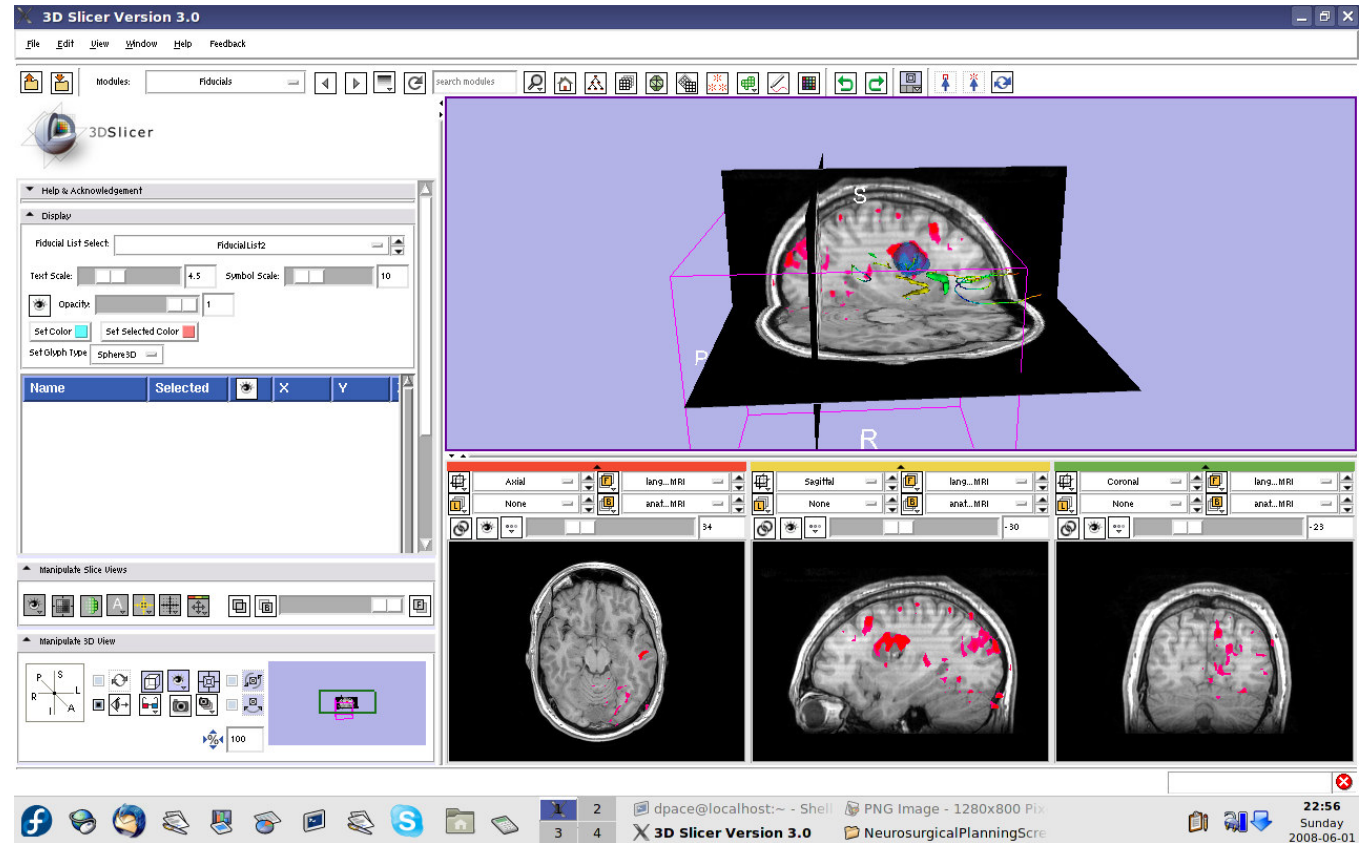 3D Slicer Version 3.0
File Edit View Window Help Feedback
Modules: Fiducials search modules
3DSlicer
Help & Acknowledgement
Display
Fiducial List Select: FiducialList2
Text Scale: 4.5 Symbol Scale: 10
Opacity: 1
Set Color Set Selected Color
Set Glyph Type Sphere3D
Name Selected X Y
S
P
R
Axial lang...MRI Sagittal lang...MRI Coronal lang...MRI
None anat...MRI None anat...MRI None anat...MRI
34 -30 -23
Manipulate Slice Views
Manipulate 3D View
P S
R L
I A
% 100
1 2 dpace@localhost:~ - Shell PNG Image - 1280x800 Pix
3 4 3D Slicer Version 3.0 NeurosurgicalPlanningScre
22:56
Sunday
2008-06-01